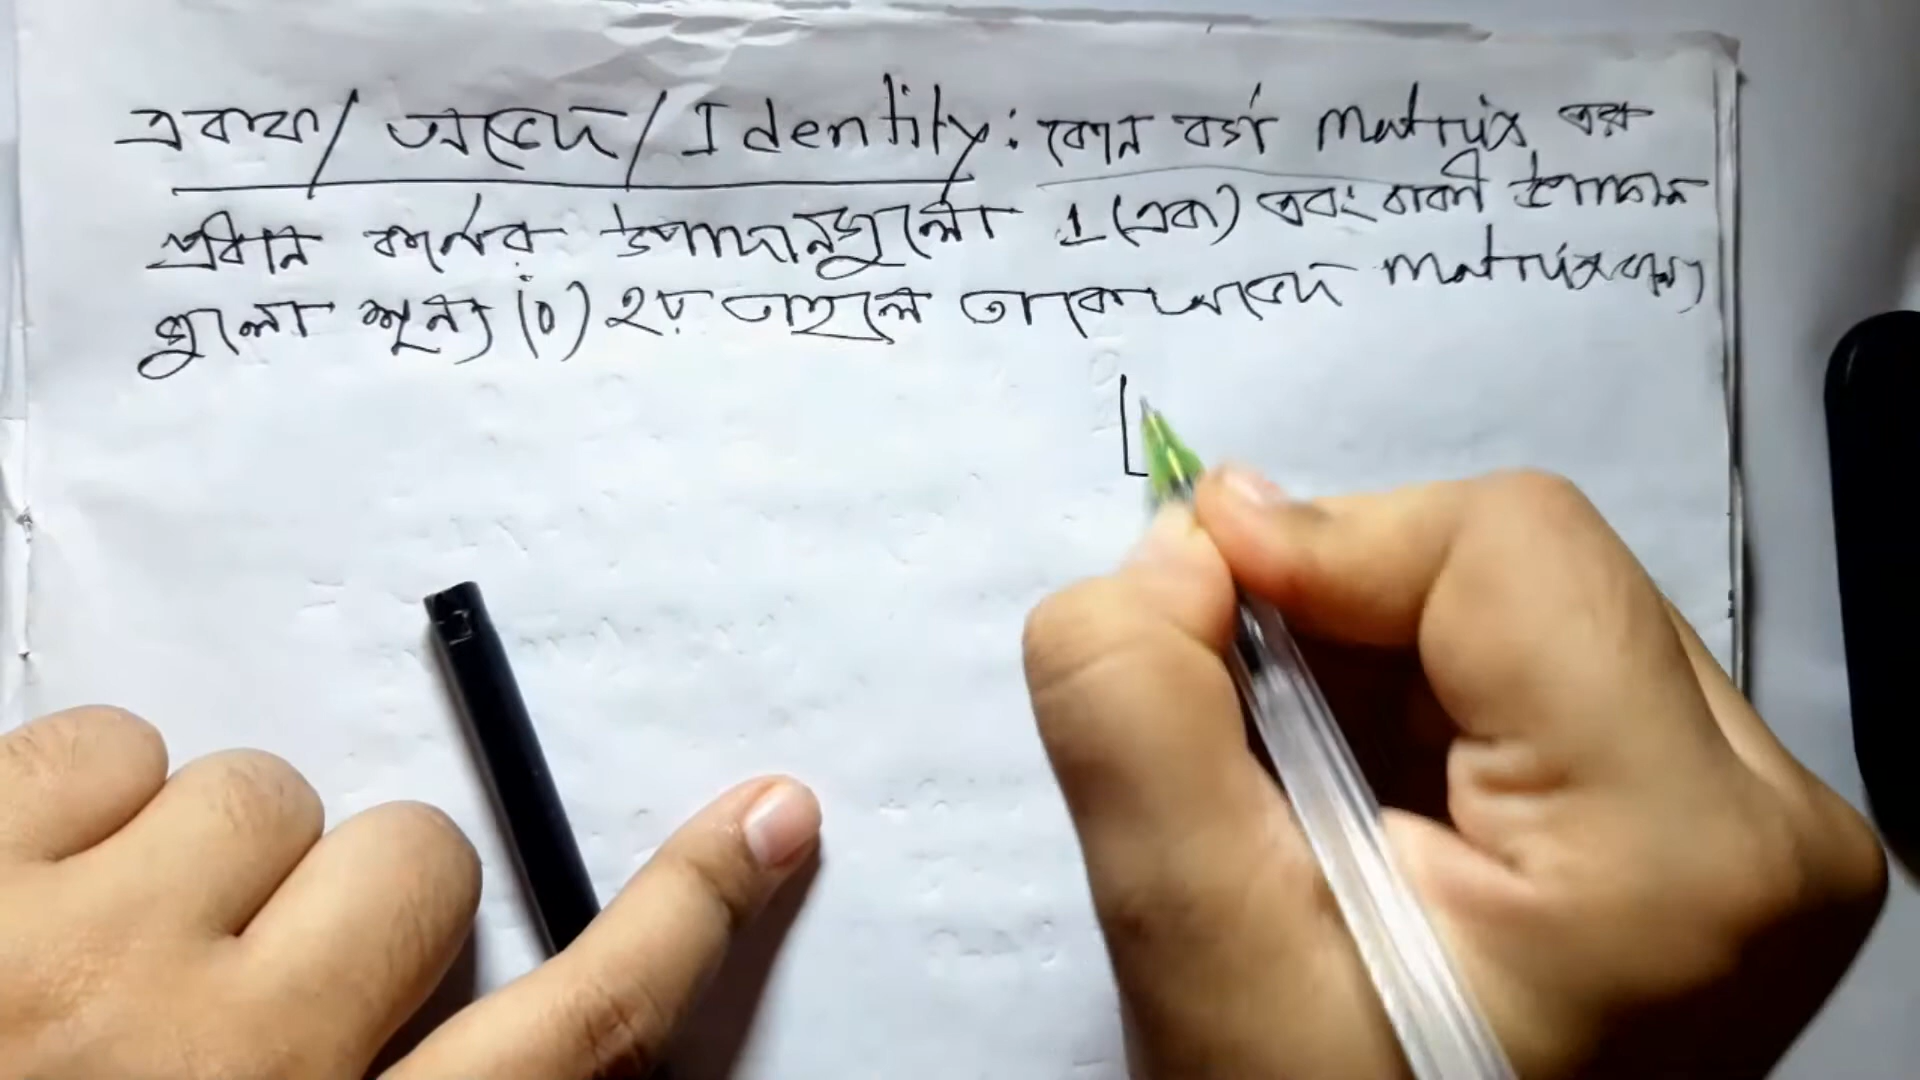 একক/অভেদ/Identity: কোন বর্গ matrix এর
প্রধান কর্নের উপাদানগুলো 1 (এক) এবং বাকী উপাদান
গুলো শূন্য (0) হয় তাহলে তাকে অভেদ matrix বলে